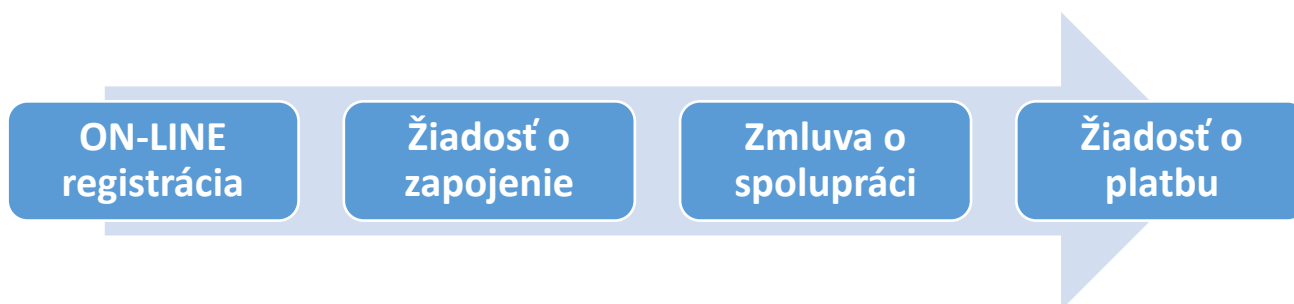 ON-LINE
registrácia
Žiadosť o
zapojenie
Zmluva o
spolupráci
Žiadosť o
platbu